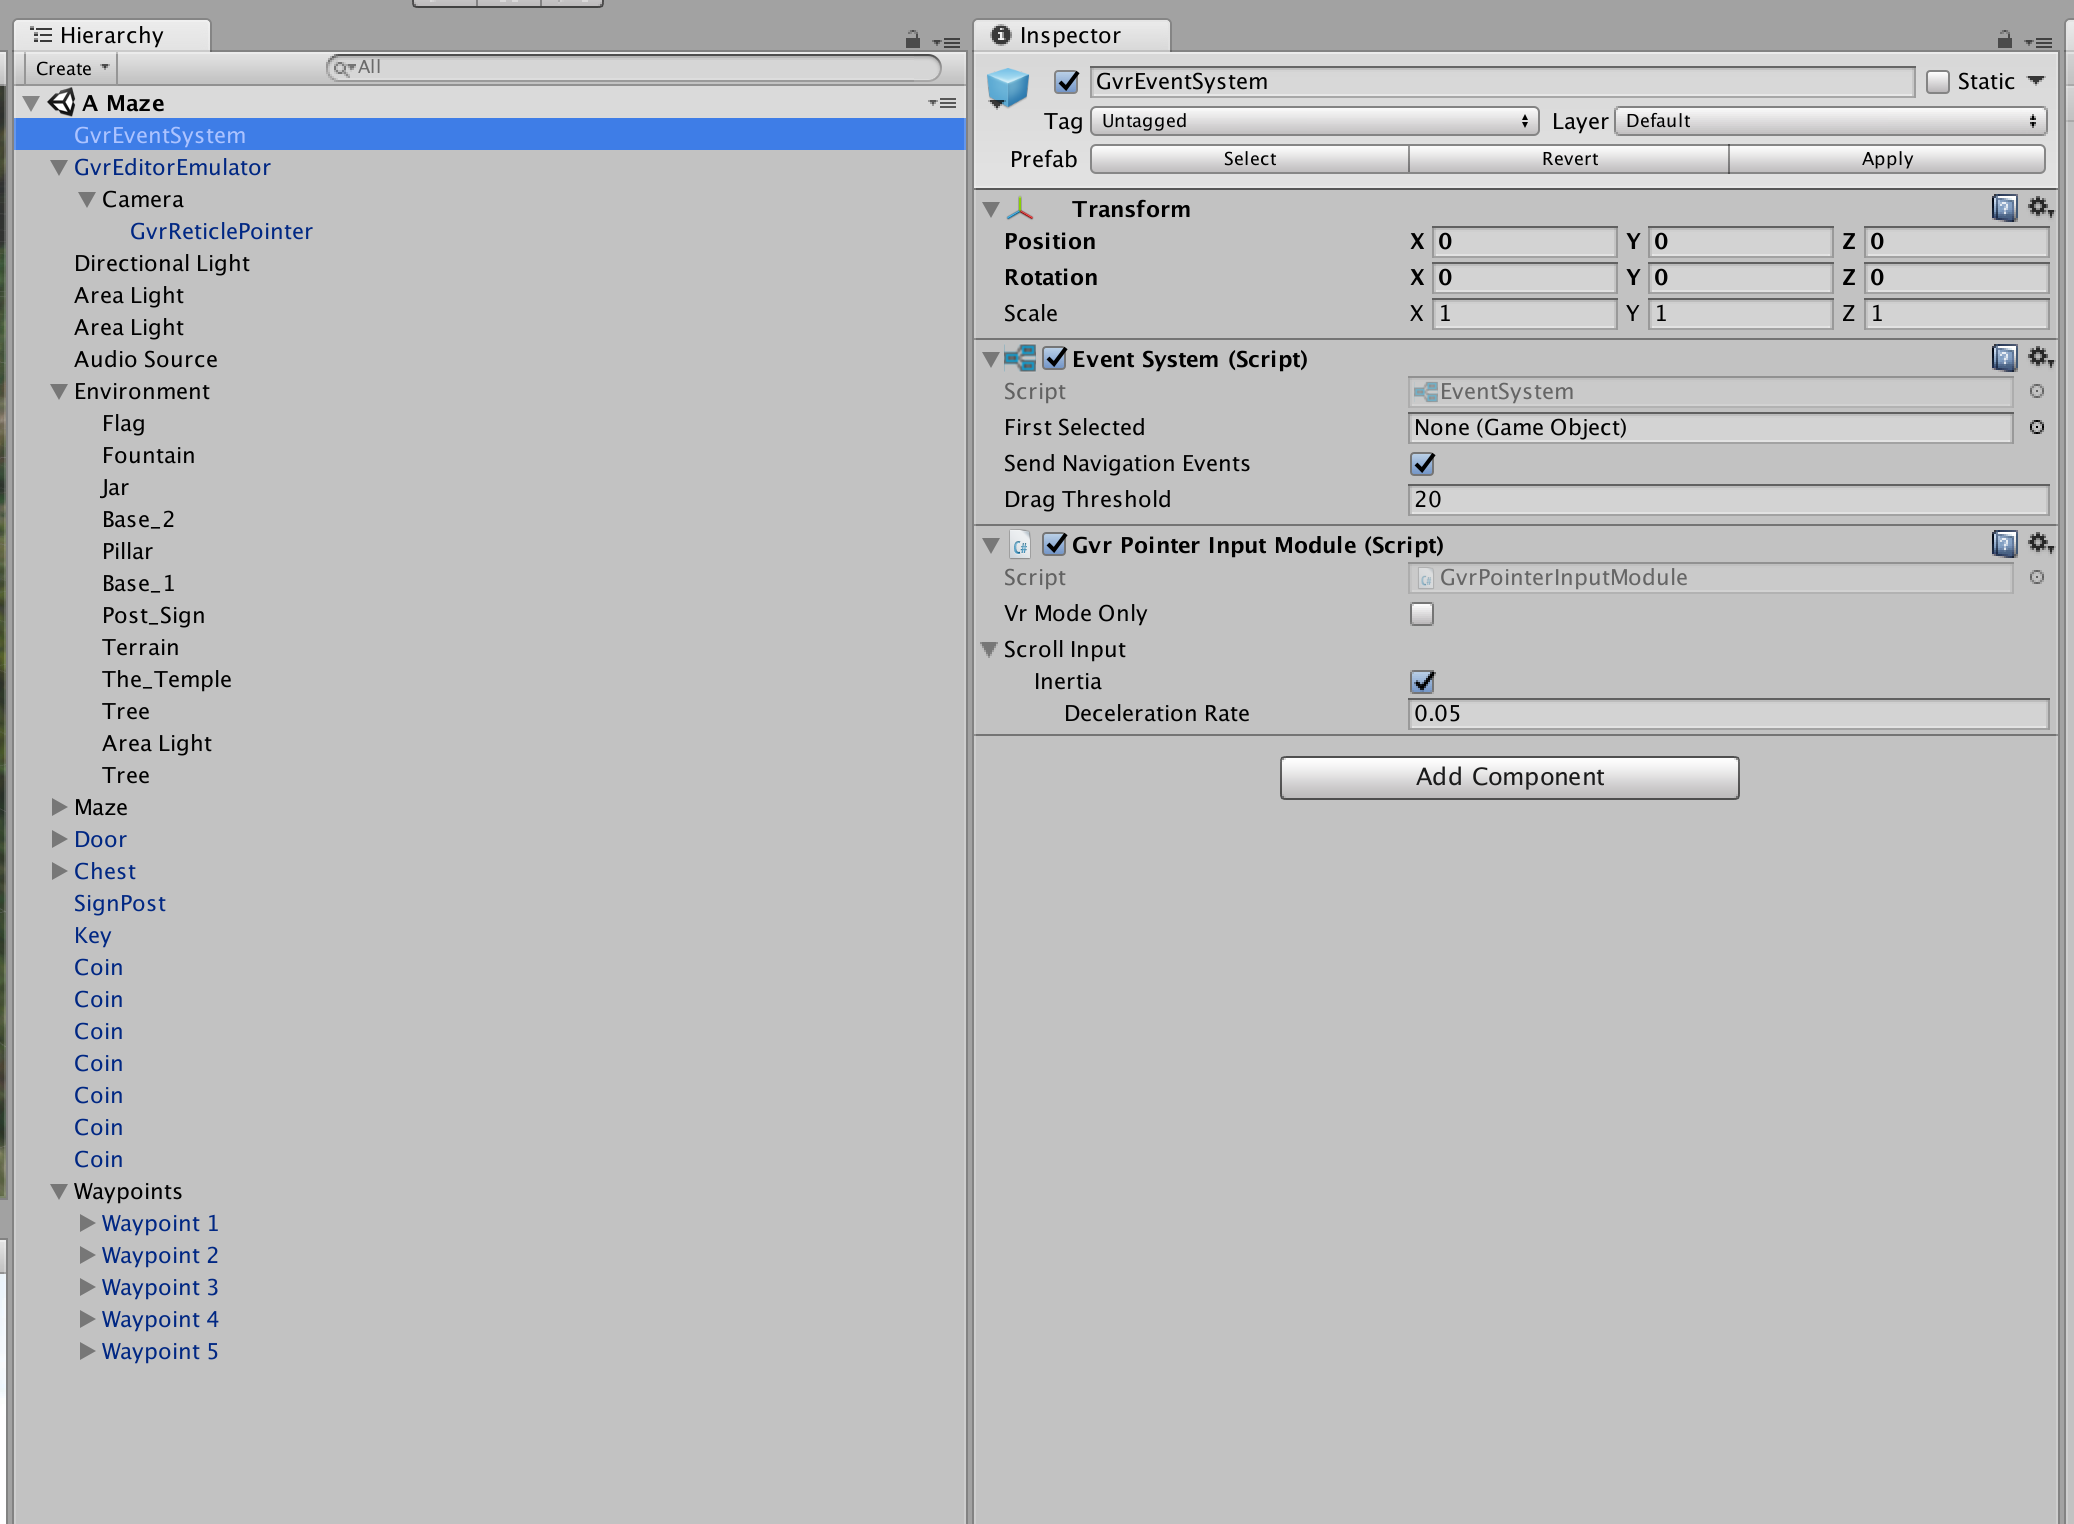 Hierarchy
Create
All
A Maze
GvrEventSystem
GvrEditorEmulator
Camera
GvrReticlePointer
Directional Light
Area Light
Area Light
Audio Source
Environment
Flag
Fountain
Jar
Base_2
Pillar
Base_1
Post_Sign
Terrain
The_Temple
Tree
Area Light
Tree
Maze
Door
Chest
SignPost
Key
Coin
Coin
Coin
Coin
Coin
Coin
Coin
Waypoints
Waypoint 1
Waypoint 2
Waypoint 3
Waypoint 4
Waypoint 5
Inspector
GvrEventSystem Static
Tag Untagged Layer Default
Prefab Select Revert Apply
Transform
Position X 0 Y 0 Z 0
Rotation X 0 Y 0 Z 0
Scale X 1 Y 1 Z 1
Event System (Script)
Script EventSystem
First Selected None (Game Object)
Send Navigation Events
Drag Threshold 20
C# Gvr Pointer Input Module (Script)
Script C# GvrPointerInputModule
Vr Mode Only
Scroll Input
Inertia
Deceleration Rate 0.05
Add Component